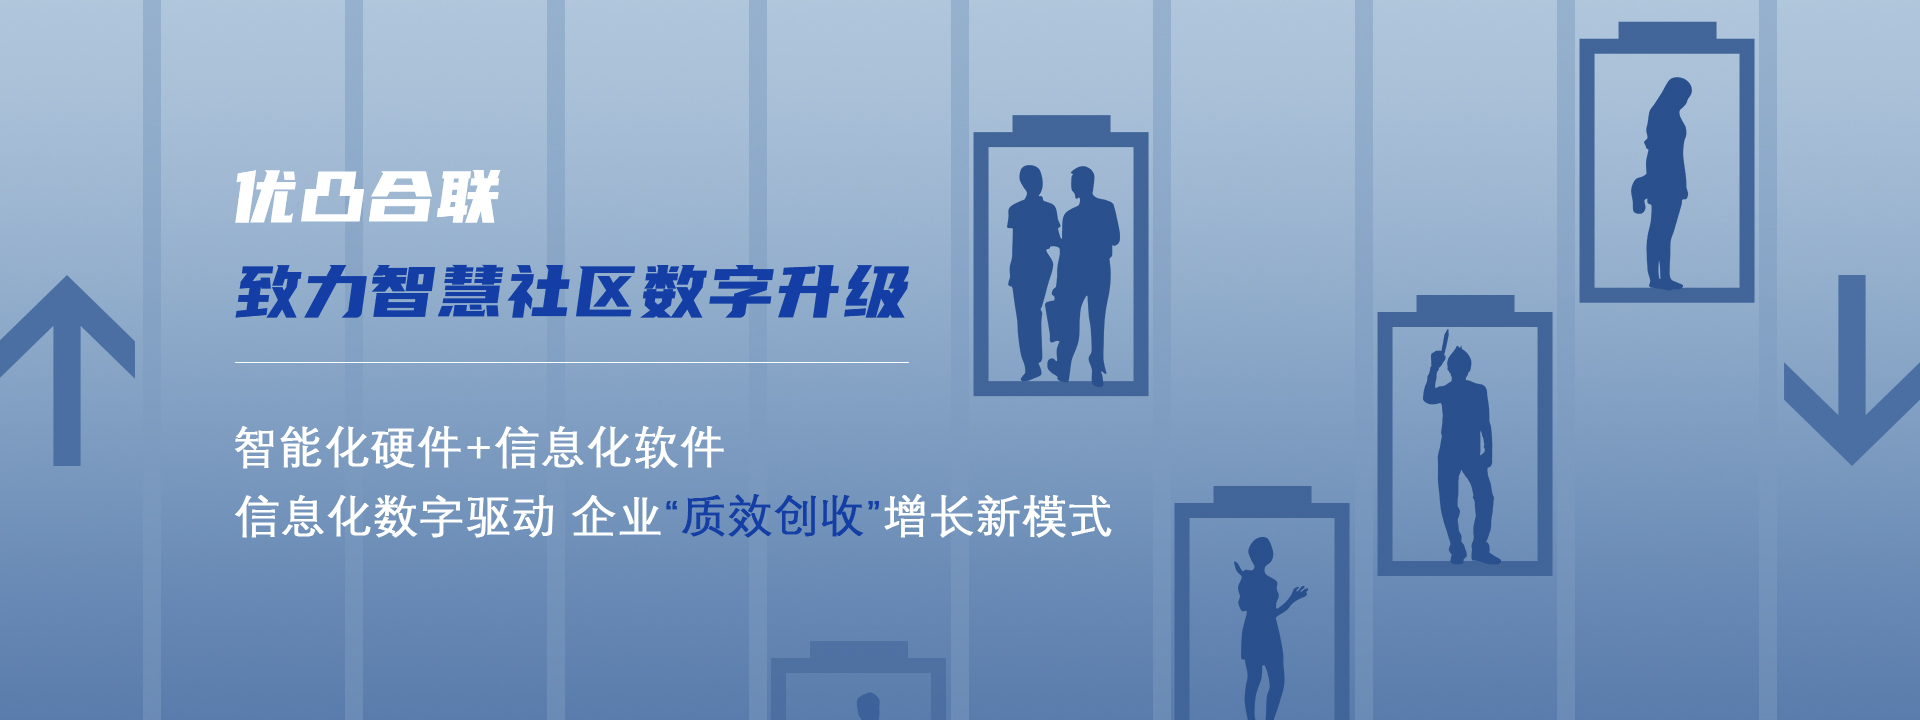 优凸合联
致力智慧社区数字升级
智能化硬件+信息化软件
信息化数字驱动 企业“质效创收”增长新模式